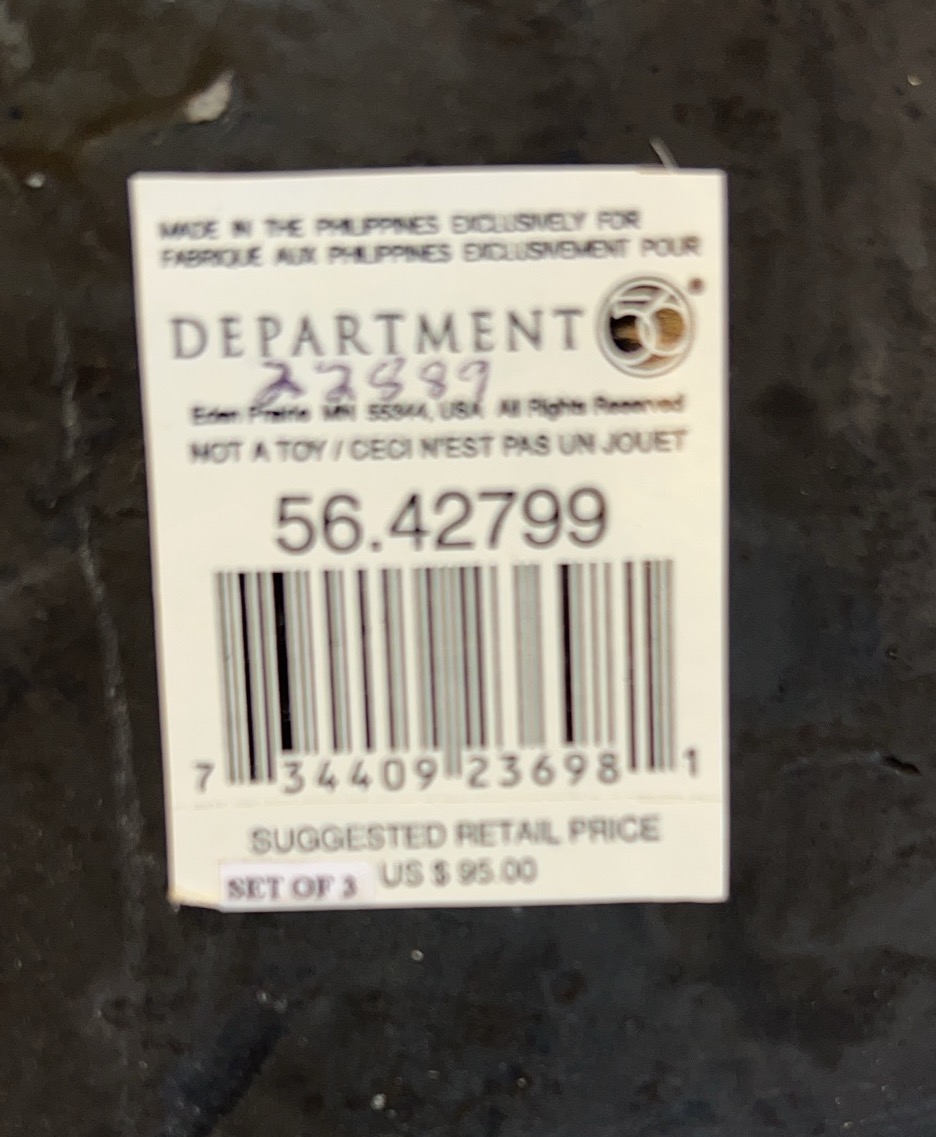 MADE IN THE PHILIPPINES EXCLUSIVELY FOR
FABRIQUE AUX PHILIPPINES EXCLUSIVEMENT POUR
DEPARTMENT 56®
22889
Eden Prairie MN 55344, USA All Rights Reserved
NOT A TOY / CECI N'EST PAS UN JOUET
56.42799
7 34409 23698 1
SUGGESTED RETAIL PRICE
US $ 95.00
SET OF 3